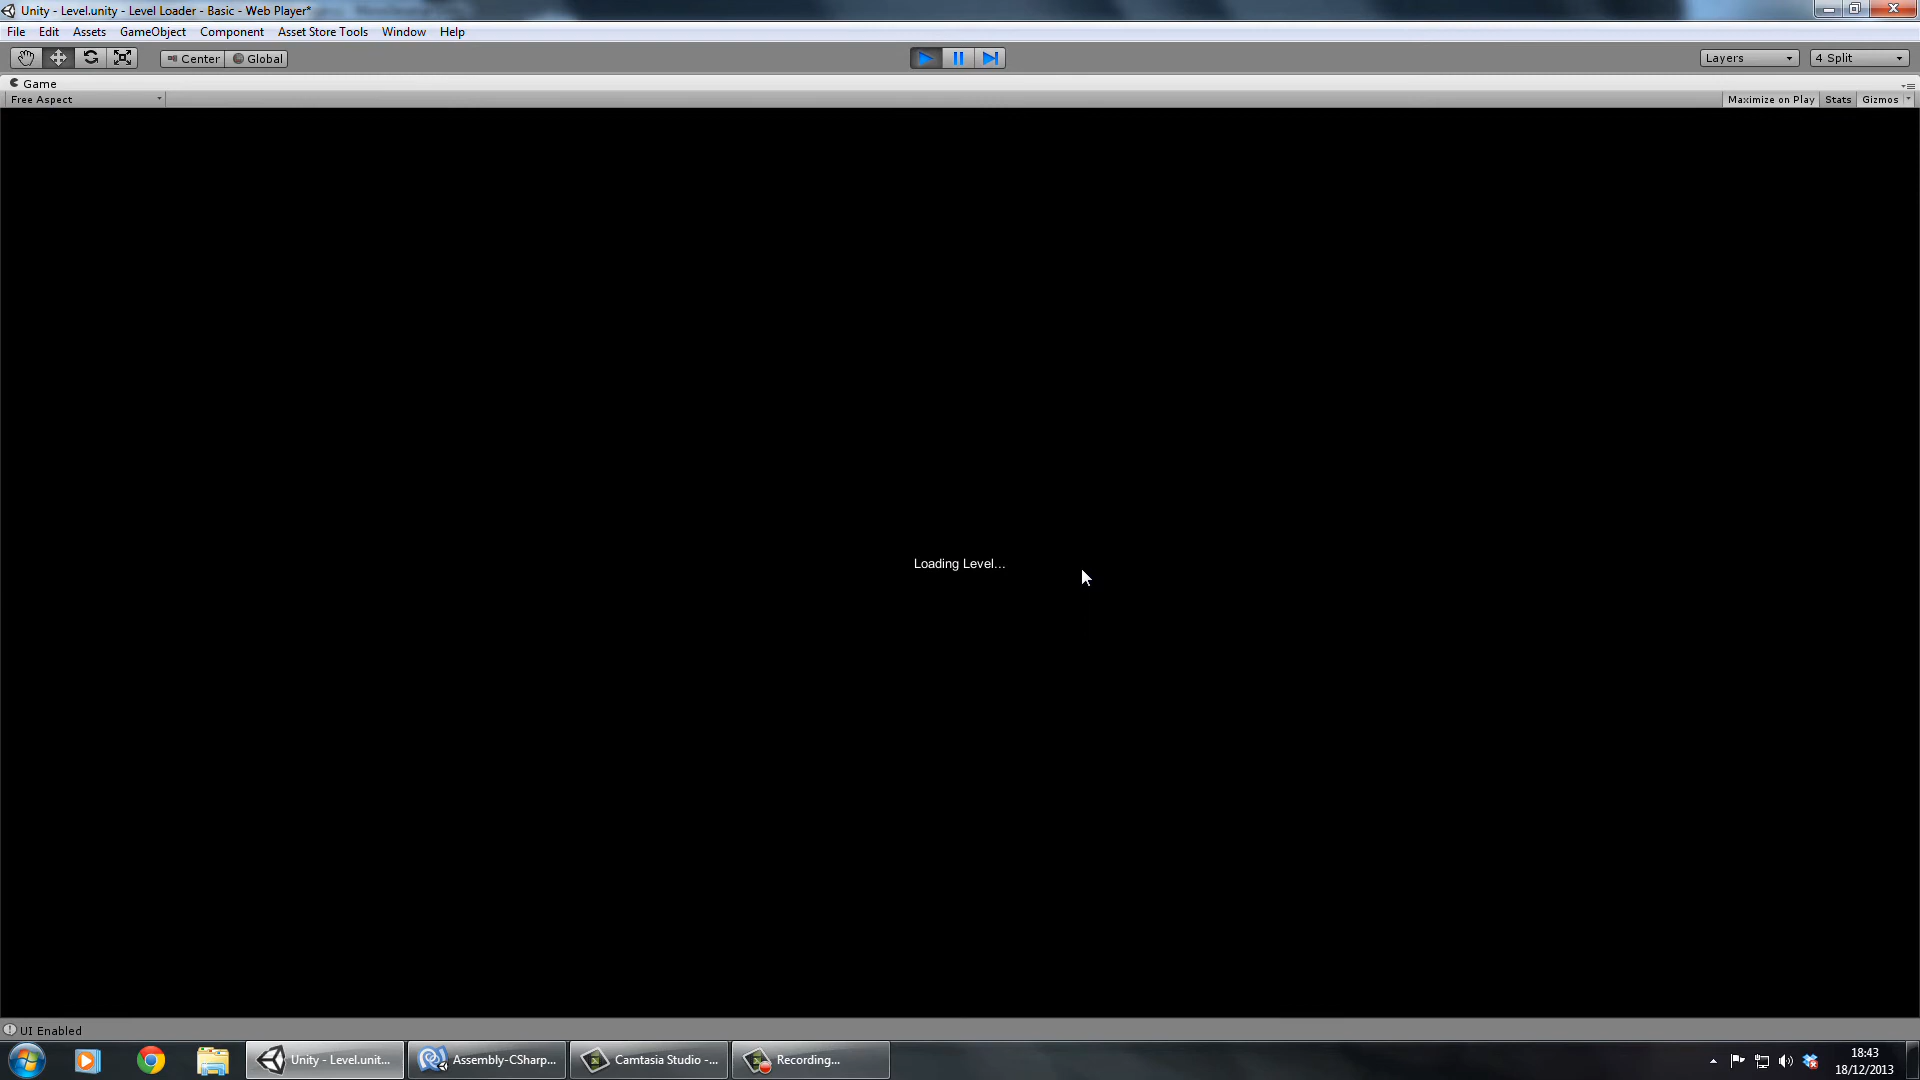 Unity - Level.unity - Level Loader - Basic - Web Player*
File Edit Assets GameObject Component Asset Store Tools Window Help
Center Global Layers 4 Split
Game
Free Aspect Maximize on Play Stats Gizmos
Loading Level...
UI Enabled
Unity - Level.unit... Assembly-CSharp... Camtasia Studio -... Recording...
18:43
18/12/2013